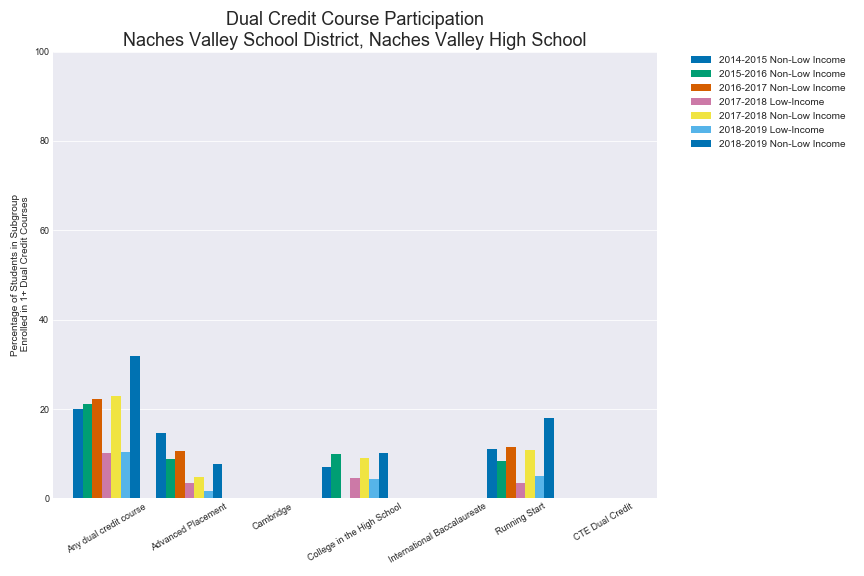 Dual Credit Course Participation
Naches Valley School District, Naches Valley High School
2014-2015 Non-Low Income
2015-2016 Non-Low Income
2016-2017 Non-Low Income
2017-2018 Low-Income
2017-2018 Non-Low Income
2018-2019 Low-Income
2018-2019 Non-Low Income
Percentage of Students in Subgroup
Enrolled in 1+ Dual Credit Courses
100
80
60
40
20
0
Any dual credit course
Advanced Placement
Cambridge
College in the High School
International Baccalaureate
Running Start
CTE Dual Credit